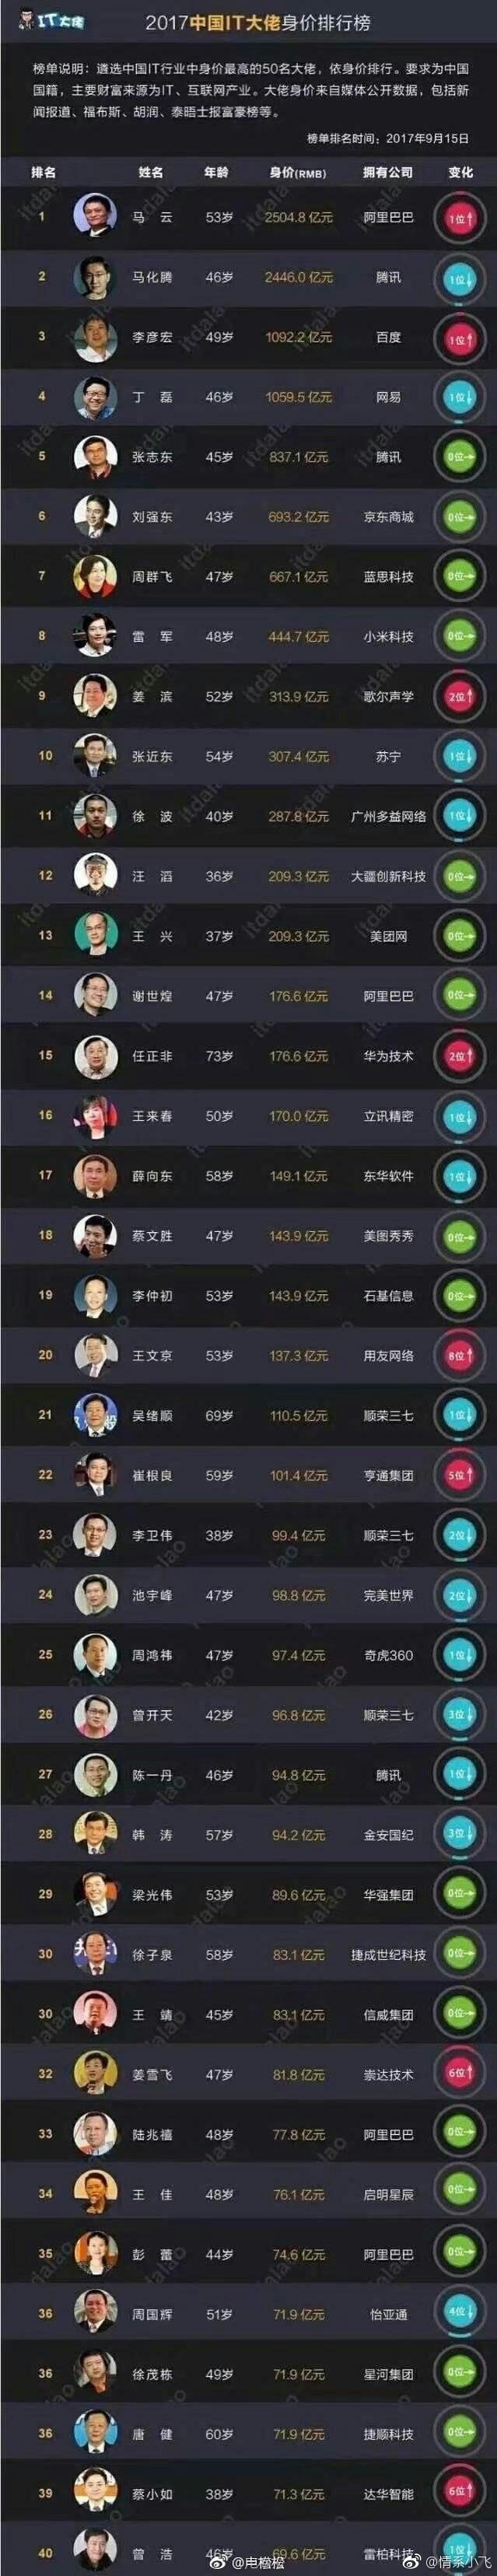 IT大佬
2017中国IT大佬身价排行榜
榜单说明：遴选中国IT行业中身价最高的50名大佬，依身价排行。要求为中国
国籍，主要财富来源为IT、互联网产业。大佬身价来自媒体公开数据，包括新
闻报道、福布斯、胡润、泰晤士报富豪榜等。
榜单排名时间：2017年9月15日
排名 姓名 年龄 身价(RMB) 拥有公司 变化
1 马 云 53岁 2504.8 亿元 阿里巴巴 1位↑
2 马化腾 46岁 2446.0 亿元 腾讯 1位↓
3 李彦宏 49岁 1092.2 亿元 百度 1位↑
4 丁 磊 46岁 1059.5 亿元 网易 1位↓
5 张志东 45岁 837.1 亿元 腾讯 0位→
6 刘强东 43岁 693.2 亿元 京东商城 0位→
7 周群飞 47岁 667.1 亿元 蓝思科技 0位→
8 雷 军 48岁 444.7 亿元 小米科技 0位→
9 姜 滨 52岁 313.9 亿元 歌尔声学 2位↑
10 张近东 54岁 307.4 亿元 苏宁 1位↓
11 徐 波 40岁 287.8 亿元 广州多益网络 1位↓
12 汪 滔 36岁 209.3 亿元 大疆创新科技 0位→
13 王 兴 37岁 209.3 亿元 美团网 0位→
14 谢世煌 47岁 176.6 亿元 阿里巴巴 0位→
15 任正非 73岁 176.6 亿元 华为技术 2位↑
16 王来春 50岁 170.0 亿元 立讯精密 1位↓
17 薛向东 58岁 149.1 亿元 东华软件 1位↓
18 蔡文胜 47岁 143.9 亿元 美图秀秀 0位→
19 李仲初 53岁 143.9 亿元 石基信息 0位→
20 王文京 53岁 137.3 亿元 用友网络 8位↑
21 吴绪顺 69岁 110.5 亿元 顺荣三七 1位↓
22 崔根良 59岁 101.4 亿元 亨通集团 5位↑
23 李卫伟 38岁 99.4 亿元 顺荣三七 2位↓
24 池宇峰 47岁 98.8 亿元 完美世界 2位↓
25 周鸿祎 47岁 97.4 亿元 奇虎360 1位↓
26 曾开天 42岁 96.8 亿元 顺荣三七 3位↓
27 陈一丹 46岁 94.8 亿元 腾讯 1位↓
28 韩 涛 57岁 94.2 亿元 金安国纪 3位↓
29 梁光伟 53岁 89.6 亿元 华强集团 0位→
30 徐子泉 58岁 83.1 亿元 捷成世纪科技 0位→
30 王 靖 45岁 83.1 亿元 信威集团 0位→
32 姜雪飞 47岁 81.8 亿元 崇达技术 6位↑
33 陆兆禧 48岁 77.8 亿元 阿里巴巴 0位→
34 王 佳 48岁 76.1 亿元 启明星辰 0位→
35 彭 蕾 44岁 74.6 亿元 阿里巴巴 0位→
36 周国辉 51岁 71.9 亿元 怡亚通 4位↓
36 徐茂栋 49岁 71.9 亿元 星河集团 0位→
36 唐 健 60岁 71.9 亿元 捷顺科技 0位→
39 蔡小如 38岁 71.3 亿元 达华智能 6位↑
40 曾 浩 46岁 69.6 亿元 雷柏科技 1位↓
@情系小飞